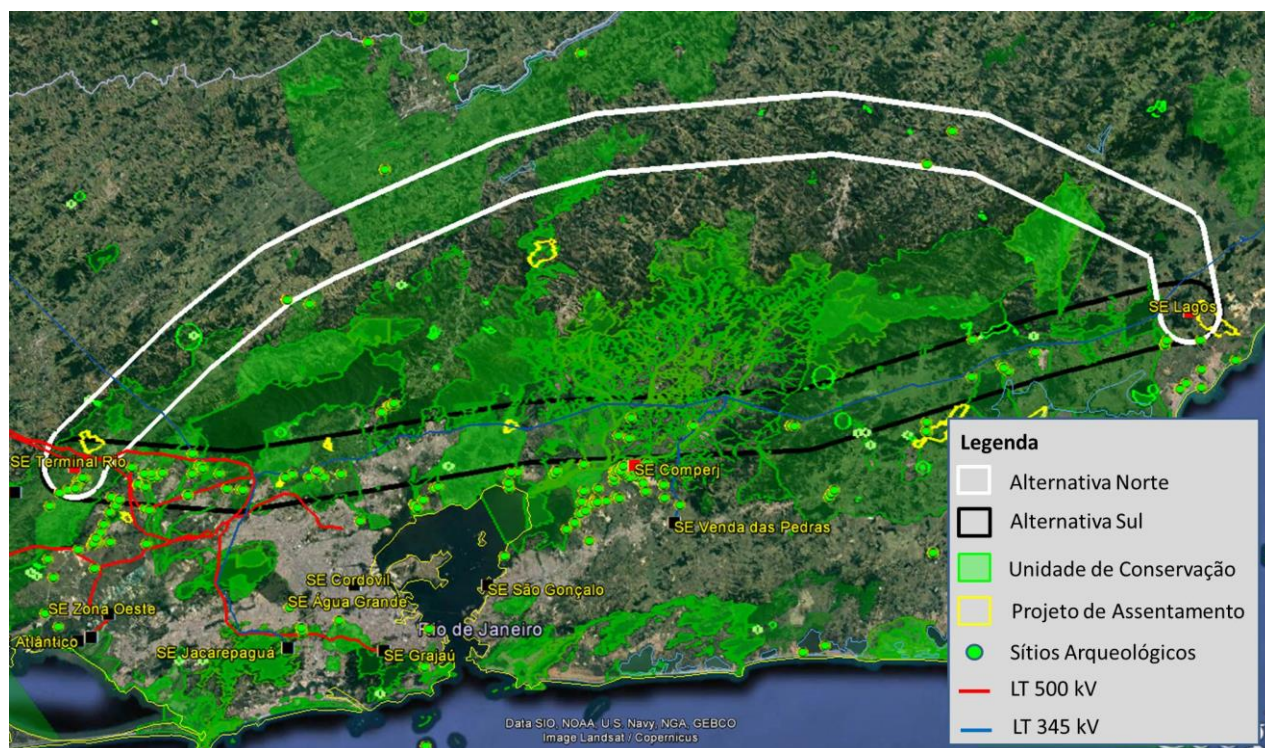 SE Lagos
SE Terminal Rio
SE Comperj
SE Venda das Pedras
SE Cordovil
SE São Gonçalo
SE Zona Oeste
SE Água Grande
Atlântico
Rio de Janeiro
SE Jacarepaguá
SE Grajaú
Data SIO, NOAA, U.S. Navy, NGA, GEBCO
Image Landsat / Copernicus
Legenda
Alternativa Norte
Alternativa Sul
Unidade de Conservação
Projeto de Assentamento
Sítios Arqueológicos
LT 500 kV
LT 345 kV